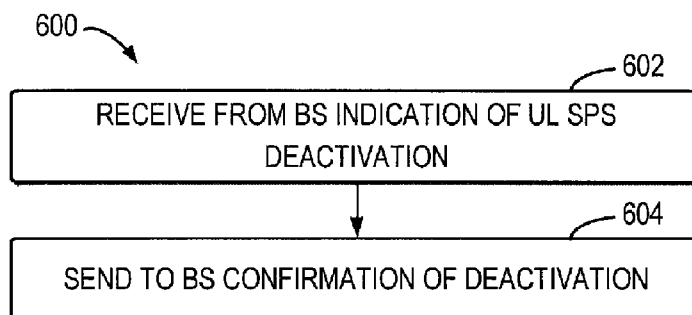 600
602
RECEIVE FROM BS INDICATION OF UL SPS
DEACTIVATION
604
SEND TO BS CONFIRMATION OF DEACTIVATION